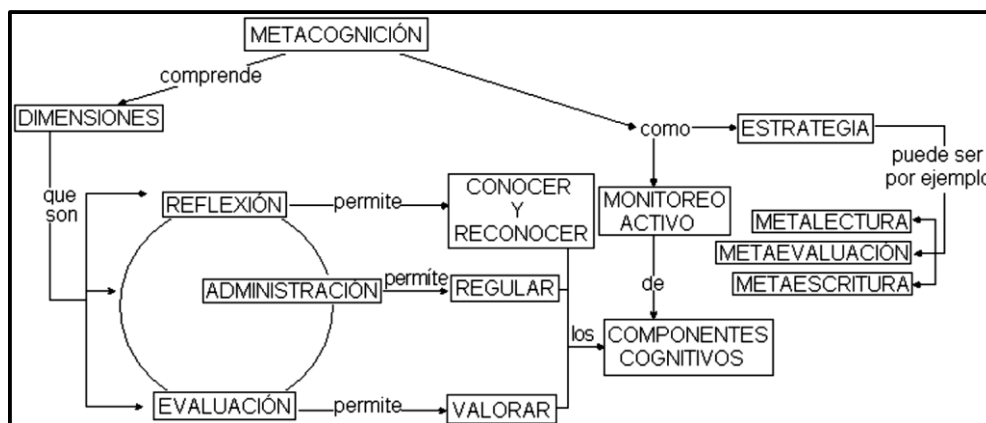 METACOGNICIÓN
comprende
DIMENSIONES
como
ESTRATEGIA
puede ser
por ejemplo
que
son
REFLEXIÓN
permite
CONOCER
Y
RECONOCER
MONITOREO
ACTIVO
METALECTURA
METAEVALUACIÓN
METAESCRITURA
ADMINISTRACIÓN
permite
REGULAR
de
los
COMPONENTES
COGNITIVOS
EVALUACIÓN
permite
VALORAR